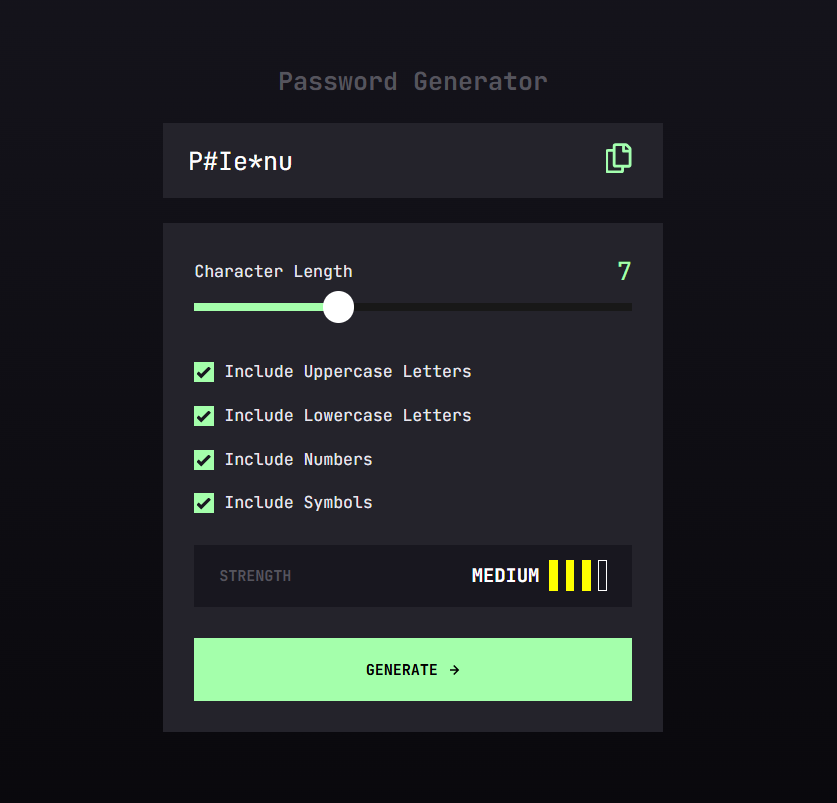 Password Generator
P#Ie*nu
Character Length 7
Include Uppercase Letters
Include Lowercase Letters
Include Numbers
Include Symbols
STRENGTH MEDIUM
GENERATE →